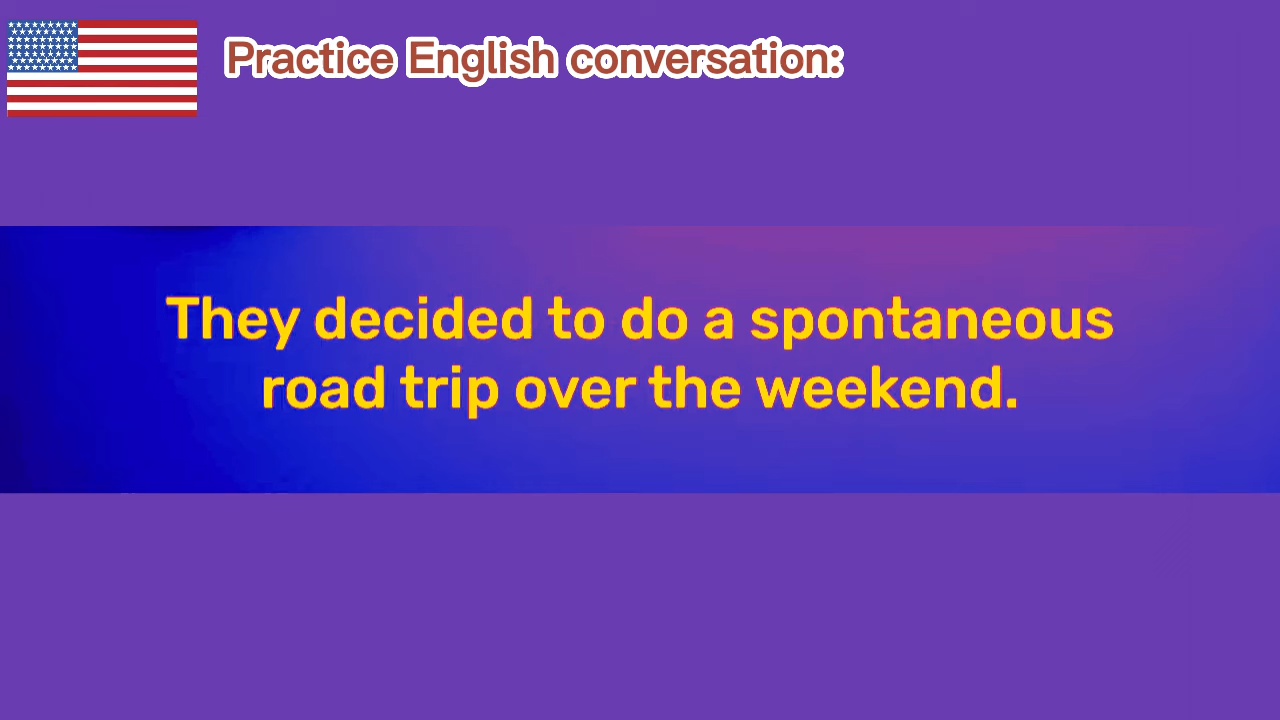 Practice English conversation:
They decided to do a spontaneous
road trip over the weekend.